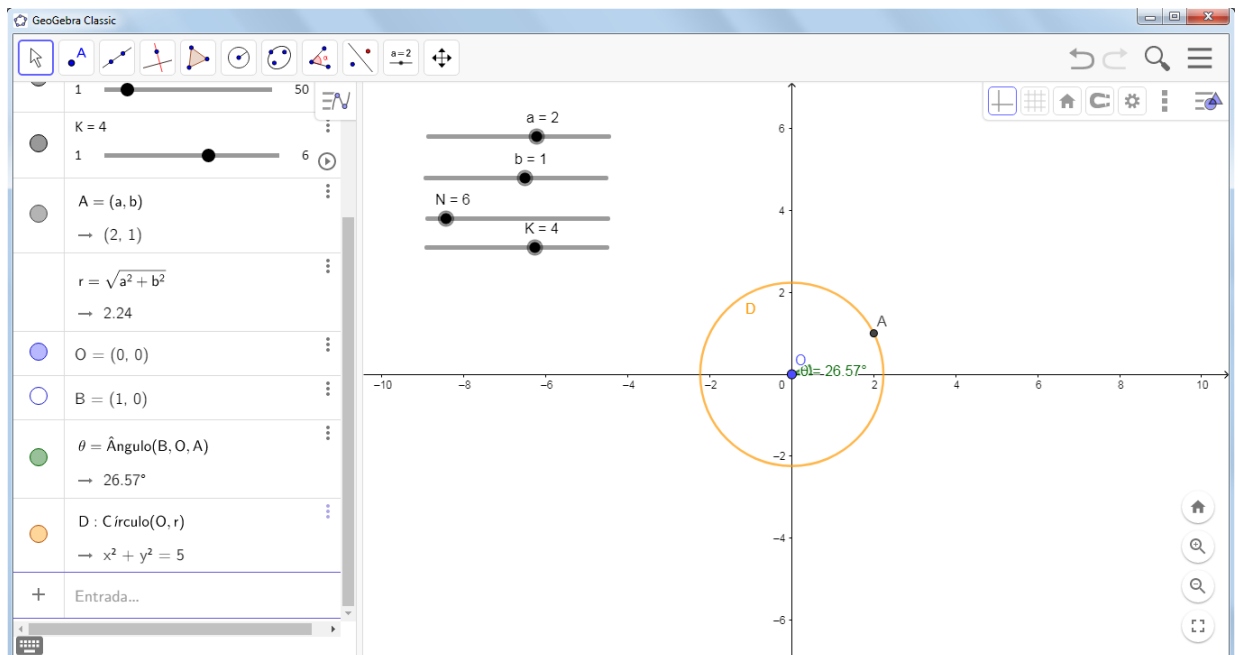 GeoGebra Classic
A
a=2
α
1 50
K = 4
1 6
A = (a, b)
→ (2, 1)
r = √a² + b²
→ 2.24
O = (0, 0)
B = (1, 0)
θ = Ângulo(B, O, A)
→ 26.57°
D : Círculo(O, r)
→ x² + y² = 5
+ Entrada...
a = 2
b = 1
N = 6
K = 4
6
4
2
D
A
O
θ = 26.57°
−10 −8 −6 −4 −2 0 2 4 6 8 10
−2
−4
−6